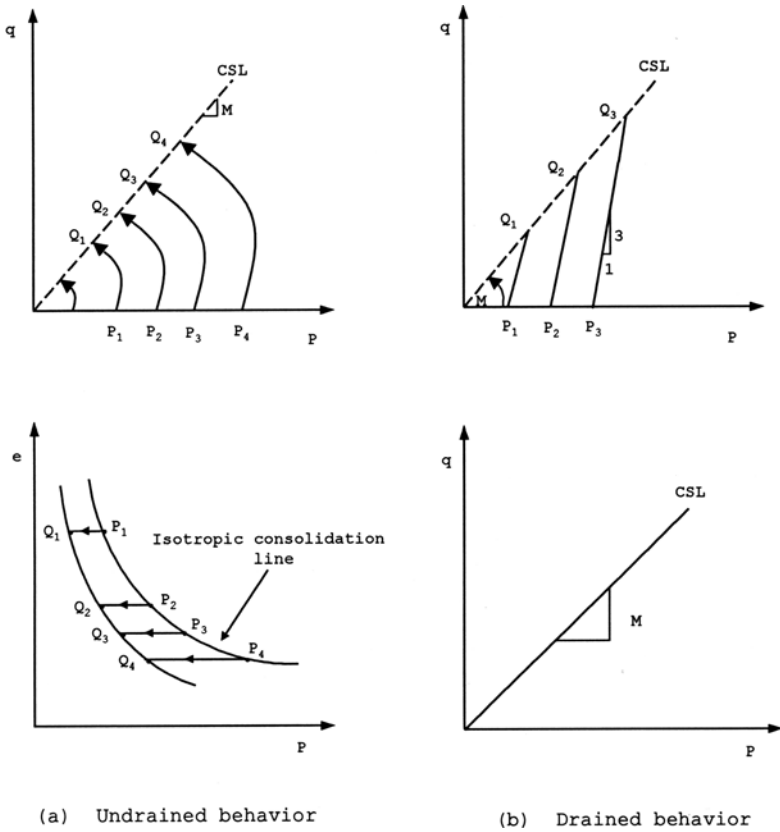 q
CSL
M
Q₄
Q₃
Q₂
Q₁
P₁ P₂ P₃ P₄
P
q
CSL
Q₃
Q₂
Q₁
3
1
M
P₁ P₂ P₃
P
e
Q₁ P₁
Isotropic consolidation
line
Q₂ P₂
Q₃ P₃
Q₄ P₄
P
q
CSL
M
P
(a) Undrained behavior
(b) Drained behavior